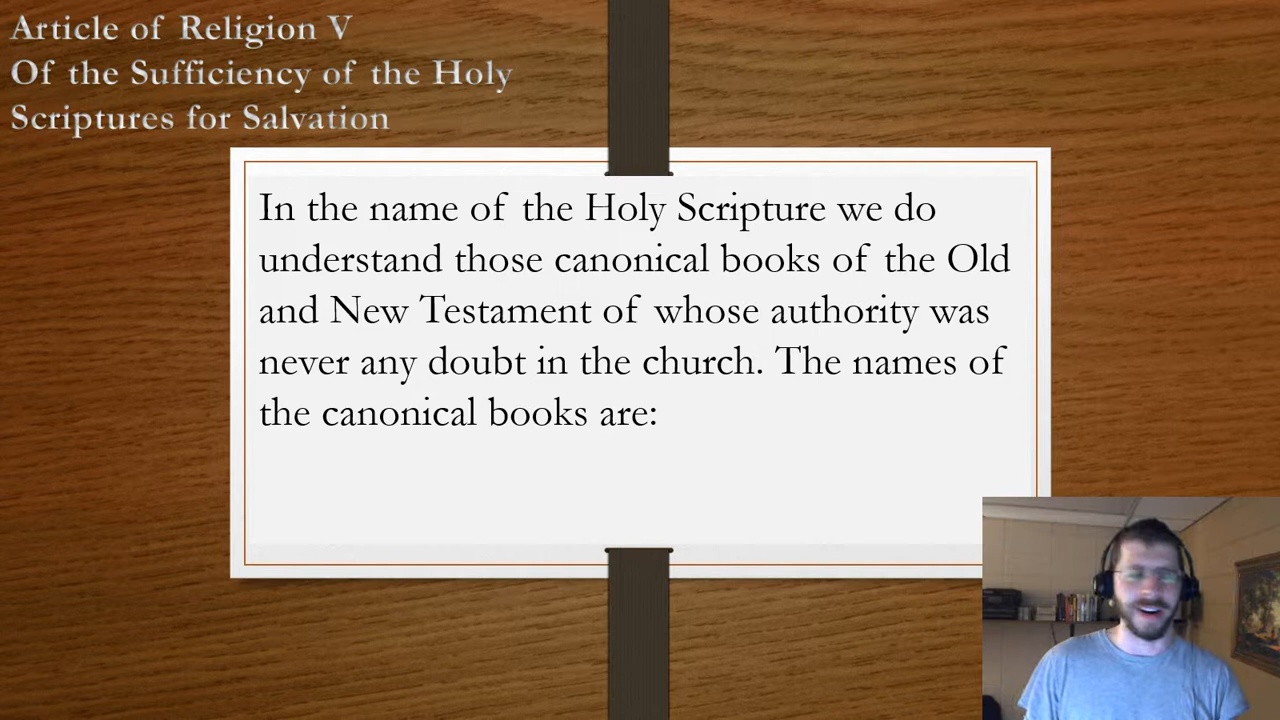 Article of Religion V
Of the Sufficiency of the Holy
Scriptures for Salvation
In the name of the Holy Scripture we do
understand those canonical books of the Old
and New Testament of whose authority was
never any doubt in the church. The names of
the canonical books are: